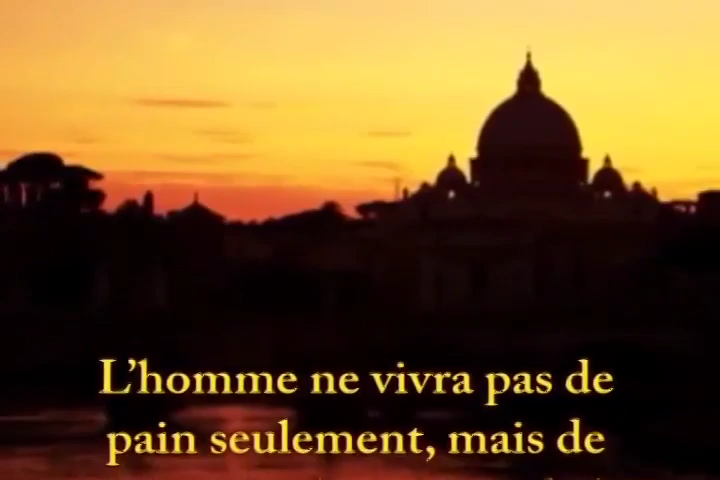 L’homme ne vivra pas de
pain seulement, mais de